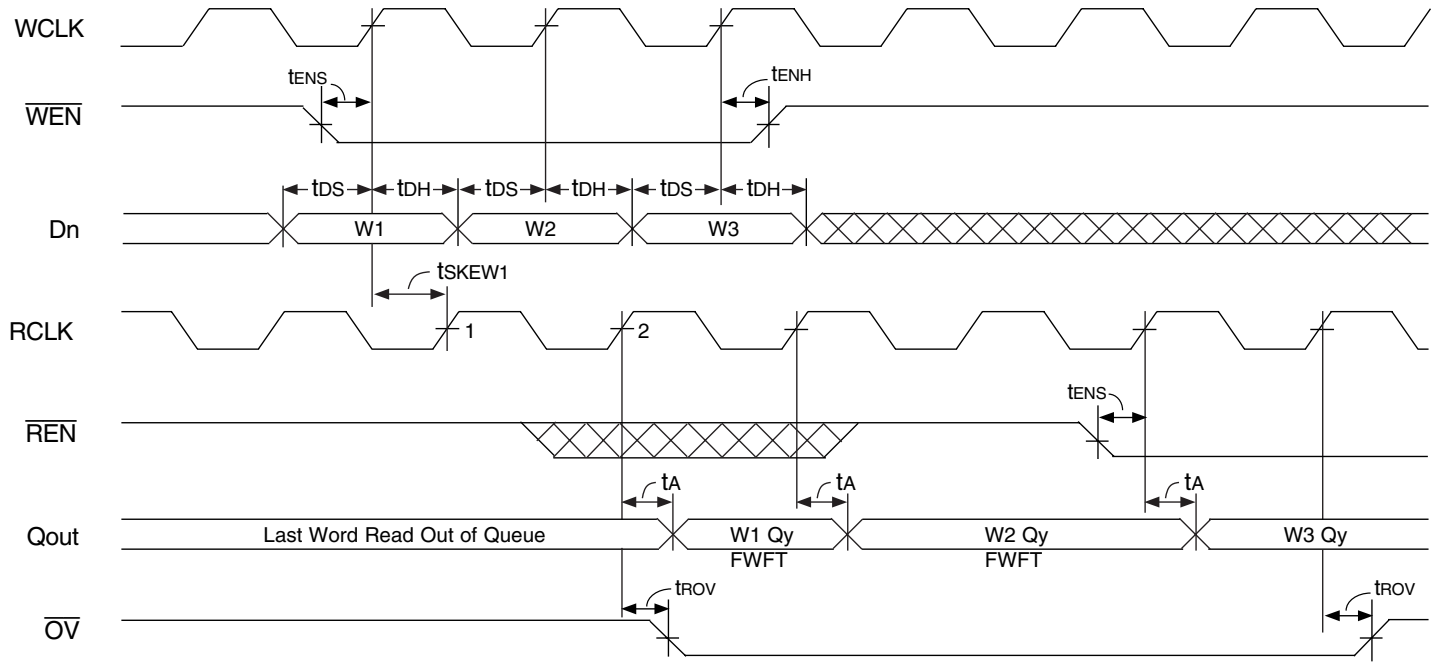 WCLK
tENS
tENH
WEN
tDS tDH tDS tDH tDS tDH
Dn W1 W2 W3
tSKEW1
RCLK 1 2
tENS
REN
tA tA tA
Qout Last Word Read Out of Queue W1 Qy W2 Qy W3 Qy
FWFT FWFT
tROV tROV
OV